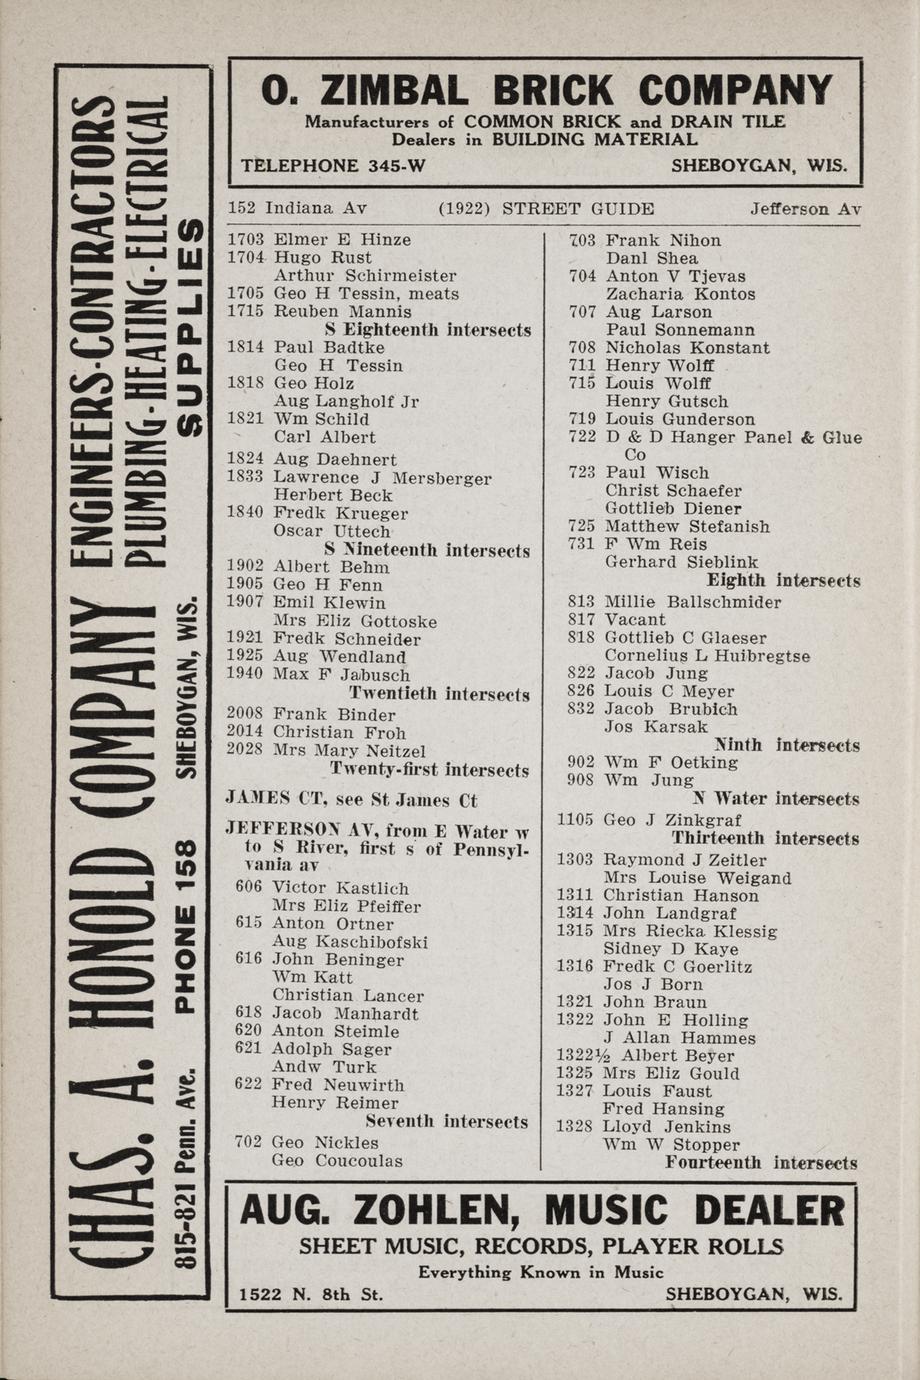 O. ZIMBAL BRICK COMPANY
Manufacturers of COMMON BRICK and DRAIN TILE
Dealers in BUILDING MATERIAL
TELEPHONE 345-W SHEBOYGAN, WIS.
CHAS. A. HONOLD COMPANY ENGINEERS-CONTRACTORS
PLUMBING-HEATING-ELECTRICAL
815-821 Penn. Ave. PHONE 158 SHEBOYGAN, WIS. SUPPLIES
152 Indiana Av (1922) STREET GUIDE Jefferson Av
1703 Elmer E Hinze
1704 Hugo Rust
Arthur Schirmeister
1705 Geo H Tessin, meats
1715 Reuben Mannis
S Eighteenth intersects
1814 Paul Badtke
Geo H Tessin
1818 Geo Holz
Aug Langholf Jr
1821 Wm Schild
Carl Albert
1824 Aug Daehnert
1833 Lawrence J Mersberger
Herbert Beck
1840 Fredk Krueger
Oscar Uttech
S Nineteenth intersects
1902 Albert Behm
1905 Geo H Fenn
1907 Emil Klewin
Mrs Eliz Gottoske
1921 Fredk Schneider
1925 Aug Wendland
1940 Max F Jabusch
Twentieth intersects
2008 Frank Binder
2014 Christian Froh
2028 Mrs Mary Neitzel
Twenty-first intersects
JAMES CT, see St James Ct
JEFFERSON AV, from E Water w
to S River, first s of Pennsyl-
vania av
606 Victor Kastlich
Mrs Eliz Pfeiffer
615 Anton Ortner
Aug Kaschibofski
616 John Beninger
Wm Katt
Christian Lancer
618 Jacob Manhardt
620 Anton Steimle
621 Adolph Sager
Andw Turk
622 Fred Neuwirth
Henry Reimer
Seventh intersects
702 Geo Nickles
Geo Coucoulas
703 Frank Nihon
Danl Shea
704 Anton V Tjevas
Zacharia Kontos
707 Aug Larson
Paul Sonnemann
708 Nicholas Konstant
711 Henry Wolff
715 Louis Wolff
Henry Gutsch
719 Louis Gunderson
722 D & D Hanger Panel & Glue
Co
723 Paul Wisch
Christ Schaefer
Gottlieb Diener
725 Matthew Stefanish
731 F Wm Reis
Gerhard Sieblink
Eighth intersects
813 Millie Ballschmider
817 Vacant
818 Gottlieb C Glaeser
Cornelius L Huibregtse
822 Jacob Jung
826 Louis C Meyer
832 Jacob Brubich
Jos Karsak
Ninth intersects
902 Wm F Oetking
908 Wm Jung
N Water intersects
1105 Geo J Zinkgraf
Thirteenth intersects
1303 Raymond J Zeitler
Mrs Louise Weigand
1311 Christian Hanson
1314 John Landgraf
1315 Mrs Riecka Klessig
Sidney D Kaye
1316 Fredk C Goerlitz
Jos J Born
1321 John Braun
1322 John E Holling
J Allan Hammes
1322½ Albert Beyer
1325 Mrs Eliz Gould
1327 Louis Faust
Fred Hansing
1328 Lloyd Jenkins
Wm W Stopper
Fourteenth intersects
AUG. ZOHLEN, MUSIC DEALER
SHEET MUSIC, RECORDS, PLAYER ROLLS
Everything Known in Music
1522 N. 8th St. SHEBOYGAN, WIS.